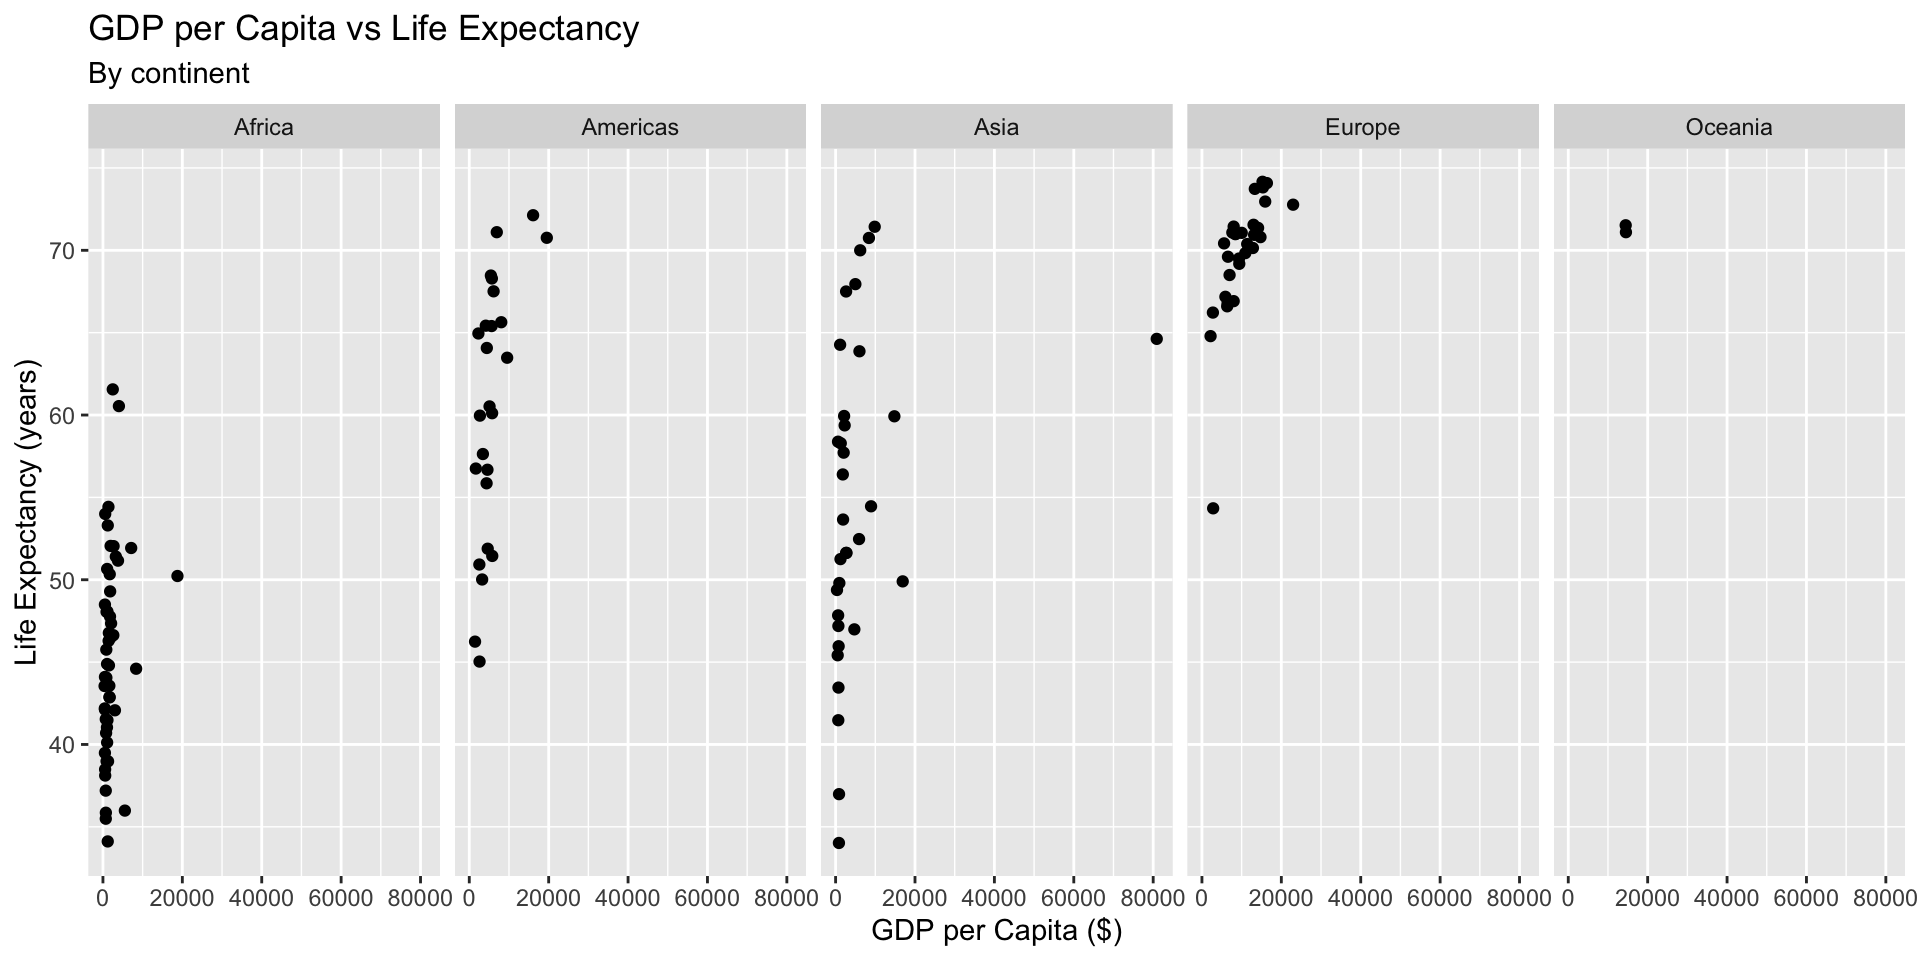 GDP per Capita vs Life Expectancy
By continent
Africa Americas Asia Europe Oceania
70
60
50
40
Life Expectancy (years)
0 20000 40000 60000 80000 0 20000 40000 60000 80000 0 20000 40000 60000 80000 0 20000 40000 60000 80000 0 20000 40000 60000 80000
GDP per Capita ($)